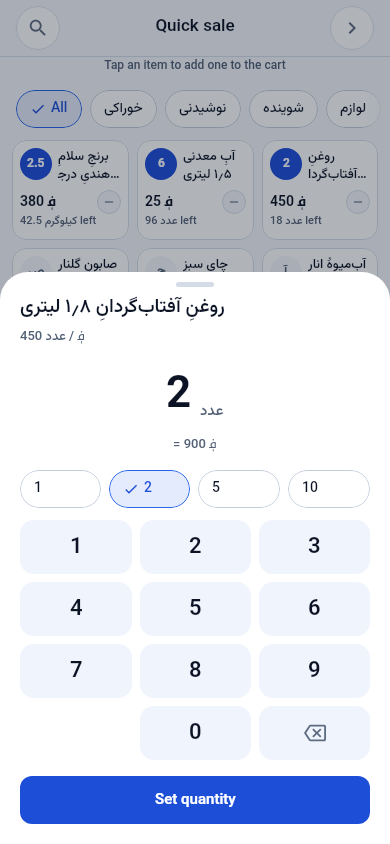 Quick sale
Tap an item to add one to the cart
All
خوراکی
نوشیدنی
شوینده
لوازم
2.5
برنجِ سلامِ
هندیِ درجـ...
380 ؋
42.5 کیلوگرم left
6
آبِ معدنی
۱٫۵ لیتری
25 ؋
96 عدد left
2
روغنِ
آفتاب‌گردا...
450 ؋
18 عدد left
صابونِ گلنار
چایِ سبزِ
آب‌میوهٔ انار
روغنِ آفتاب‌گردانِ ۱٫۸ لیتری
450 عدد / ؋
2 عدد
= 900 ؋
1
2
5
10
1
2
3
4
5
6
7
8
9
0
Set quantity